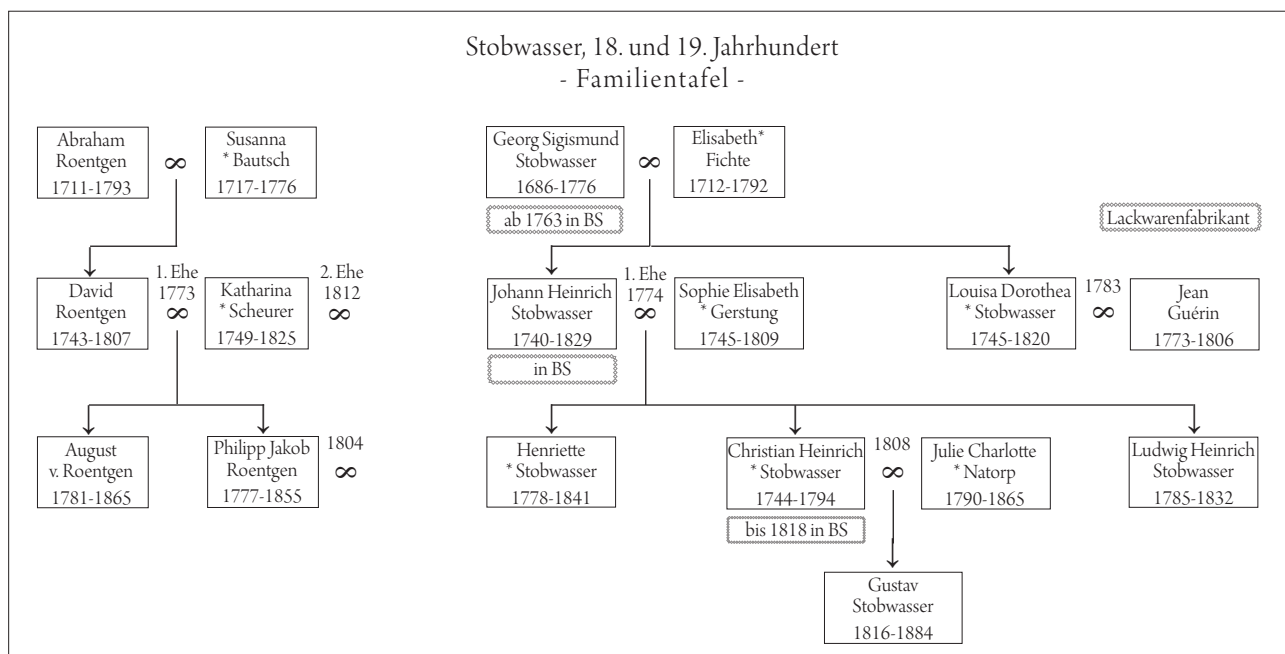 Stobwasser, 18. und 19. Jahrhundert
- Familientafel -
Abraham
Roentgen
1711-1793
∞
Susanna
* Bautsch
1717-1776
Georg Sigismund
Stobwasser
1686-1776
∞
Elisabeth*
Fichte
1712-1792
ab 1763 in BS
Lackwarenfabrikant
David
Roentgen
1743-1807
1. Ehe
1773
∞
Katharina
* Scheurer
1749-1825
2. Ehe
1812
∞
Johann Heinrich
Stobwasser
1740-1829
1. Ehe
1774
∞
Sophie Elisabeth
* Gerstung
1745-1809
Louisa Dorothea
* Stobwasser
1745-1820
1783
∞
Jean
Guérin
1773-1806
in BS
August
v. Roentgen
1781-1865
Philipp Jakob
Roentgen
1777-1855
1804
∞
Henriette
* Stobwasser
1778-1841
Christian Heinrich
* Stobwasser
1744-1794
1808
∞
Julie Charlotte
* Natorp
1790-1865
Ludwig Heinrich
Stobwasser
1785-1832
bis 1818 in BS
Gustav
Stobwasser
1816-1884